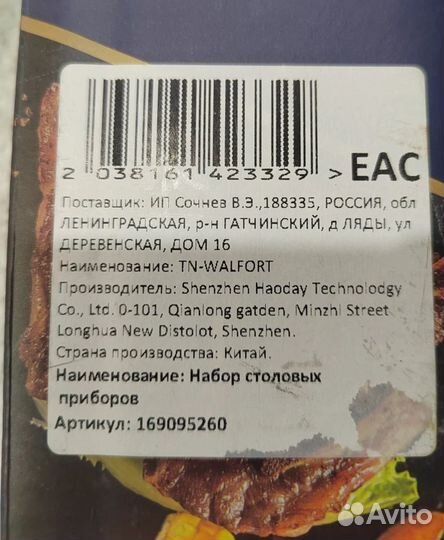 2 038161 423329 > EAC
Поставщик: ИП Сочнев В.Э.,188335, РОССИЯ, обл
ЛЕНИНГРАДСКАЯ, р-н ГАТЧИНСКИЙ, д ЛЯДЫ, ул
ДЕРЕВЕНСКАЯ, ДОМ 16
Наименование: TN-WALFORT
Производитель: Shenzhen Haoday Technolodgy
Co., Ltd. 0-101, Qianlong gatden, Minzhi Street
Longhua New Distolot, Shenzhen.
Страна производства: Китай.
Наименование: Набор столовых
приборов
Артикул: 169095260
Avito